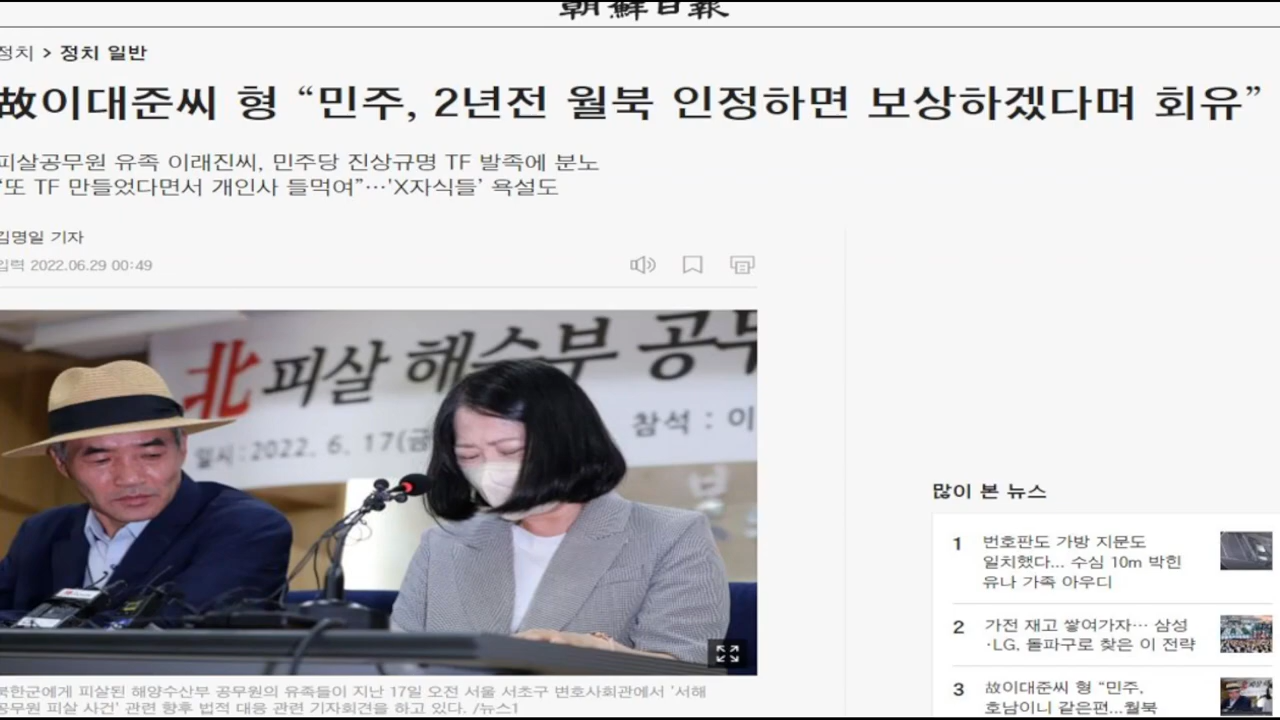 朝鮮日報
정치 > 정치 일반
故이대준씨 형 “민주, 2년전 월북 인정하면 보상하겠다며 회유”
피살공무원 유족 이래진씨, 민주당 진상규명 TF 발족에 분노
“또 TF 만들었다면서 개인사 들먹여”…'X자식들’ 욕설도
김명일 기자
입력 2022.06.29 00:49
北피살 해수부 공무
일시:2022. 6. 17(금
참석 : 이
북한군에게 피살된 해양수산부 공무원의 유족들이 지난 17일 오전 서울 서초구 변호사회관에서 '서해
공무원 피살 사건' 관련 향후 법적 대응 관련 기자회견을 하고 있다. /뉴스1
많이 본 뉴스
1 번호판도 가방 지문도
일치했다... 수심 10m 박힌
유나 가족 아우디
2 가전 재고 쌓여가자… 삼성
·LG, 돌파구로 찾은 이 전략
3 故이대준씨 형 “민주,
호남이니 같은편...월북